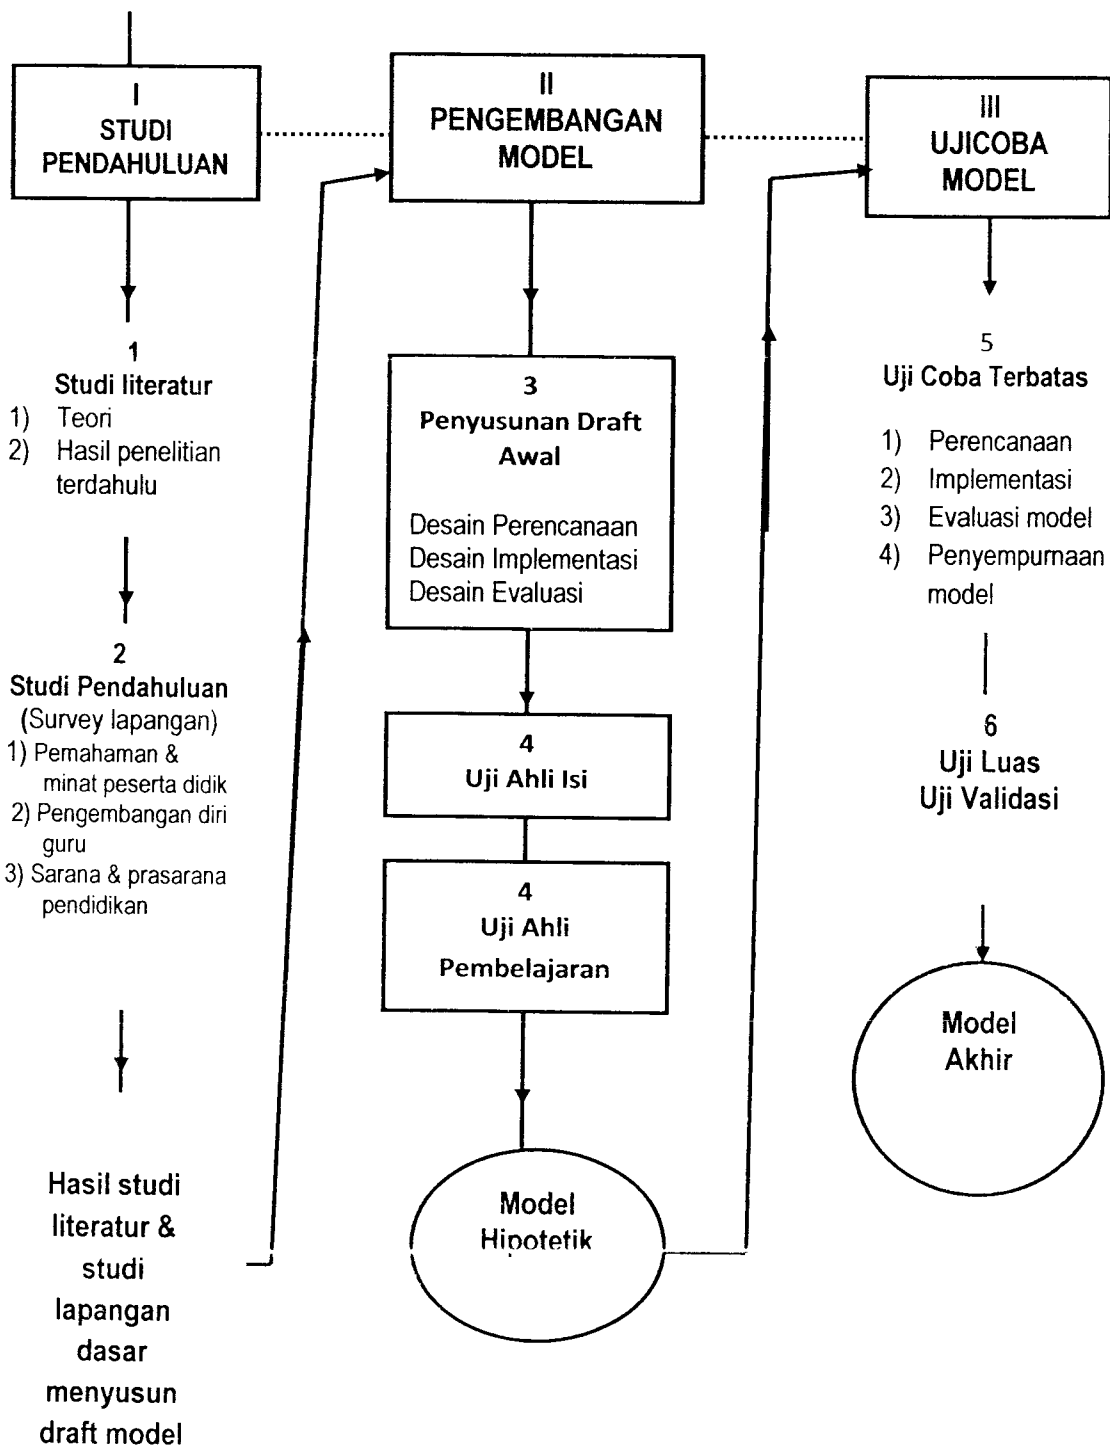 I
STUDI
PENDAHULUAN
1
Studi literatur
1) Teori
2) Hasil penelitian
terdahulu
2
Studi Pendahuluan
(Survey lapangan)
1) Pemahaman &
minat peserta didik
2) Pengembangan diri
guru
3) Sarana & prasarana
pendidikan
Hasil studi
literatur &
studi
lapangan
dasar
menyusun
draft model
II
PENGEMBANGAN
MODEL
3
Penyusunan Draft
Awal
Desain Perencanaan
Desain Implementasi
Desain Evaluasi
4
Uji Ahli Isi
4
Uji Ahli
Pembelajaran
Model
Hipotetik
III
UJICOBA
MODEL
5
Uji Coba Terbatas
1) Perencanaan
2) Implementasi
3) Evaluasi model
4) Penyempurnaan
model
6
Uji Luas
Uji Validasi
Model
Akhir